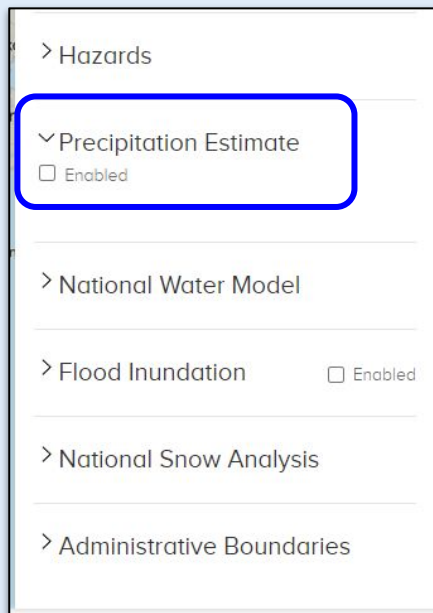 Hazards
Precipitation Estimate
Enabled
National Water Model
Flood Inundation Enabled
National Snow Analysis
Administrative Boundaries